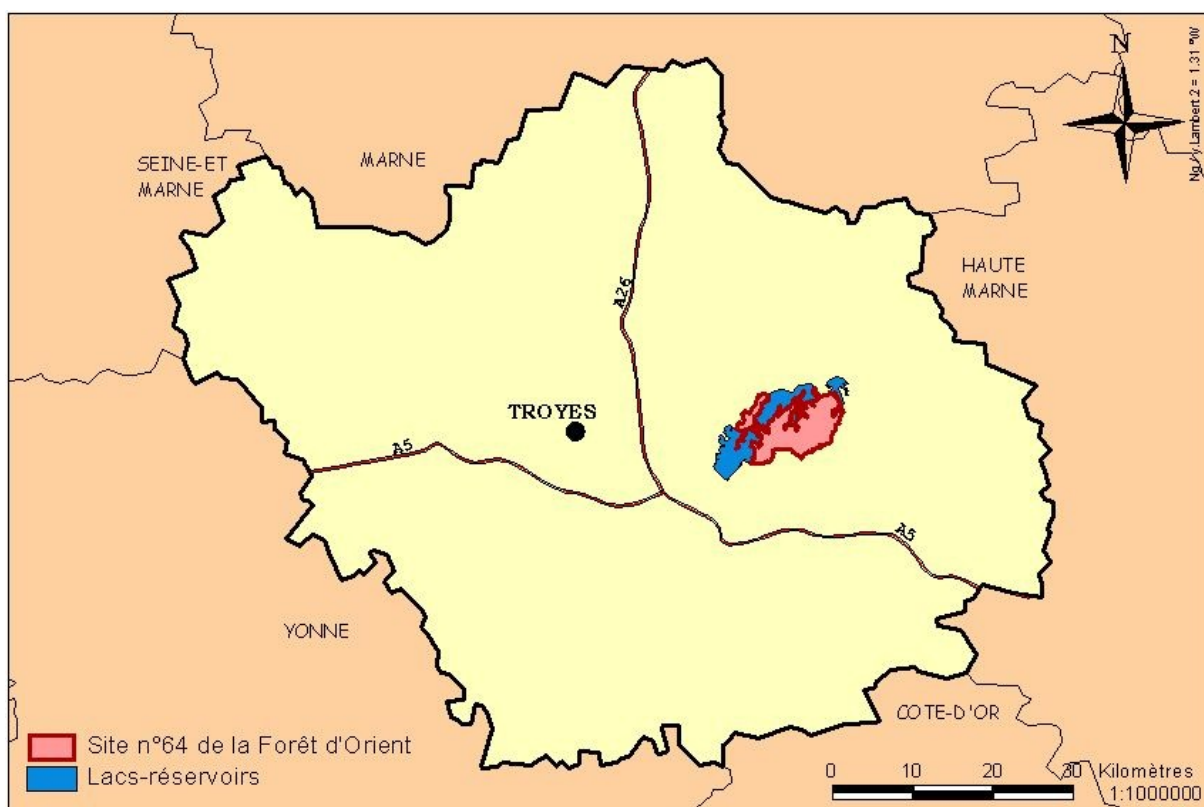 N
SEINE-ET
MARNE
MARNE
HAUTE
MARNE
A26
TROYES
A5
A5
YONNE
COTE-D'OR
Site n°64 de la Forêt d'Orient
Lacs-réservoirs
0 10 20 30 Kilomètres
1:1000000